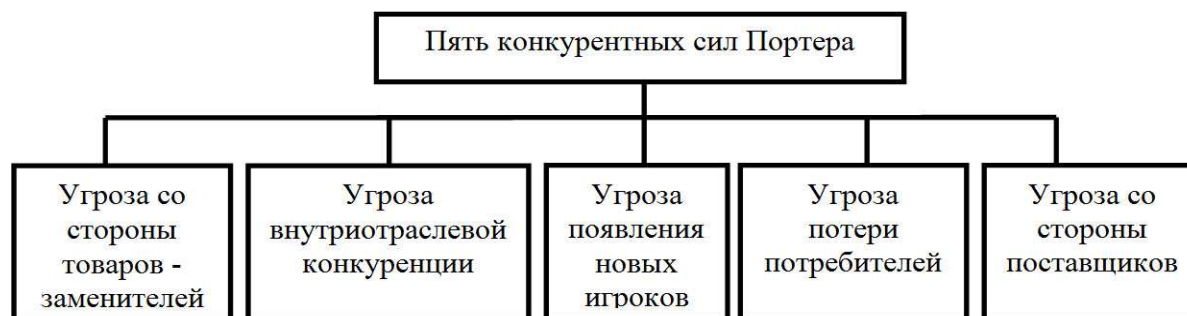 Пять конкурентных сил Портера
Угроза со
стороны
товаров -
заменителей
Угроза
внутриотраслевой
конкуренции
Угроза
появления
новых
игроков
Угроза
потери
потребителей
Угроза со
стороны
поставщиков